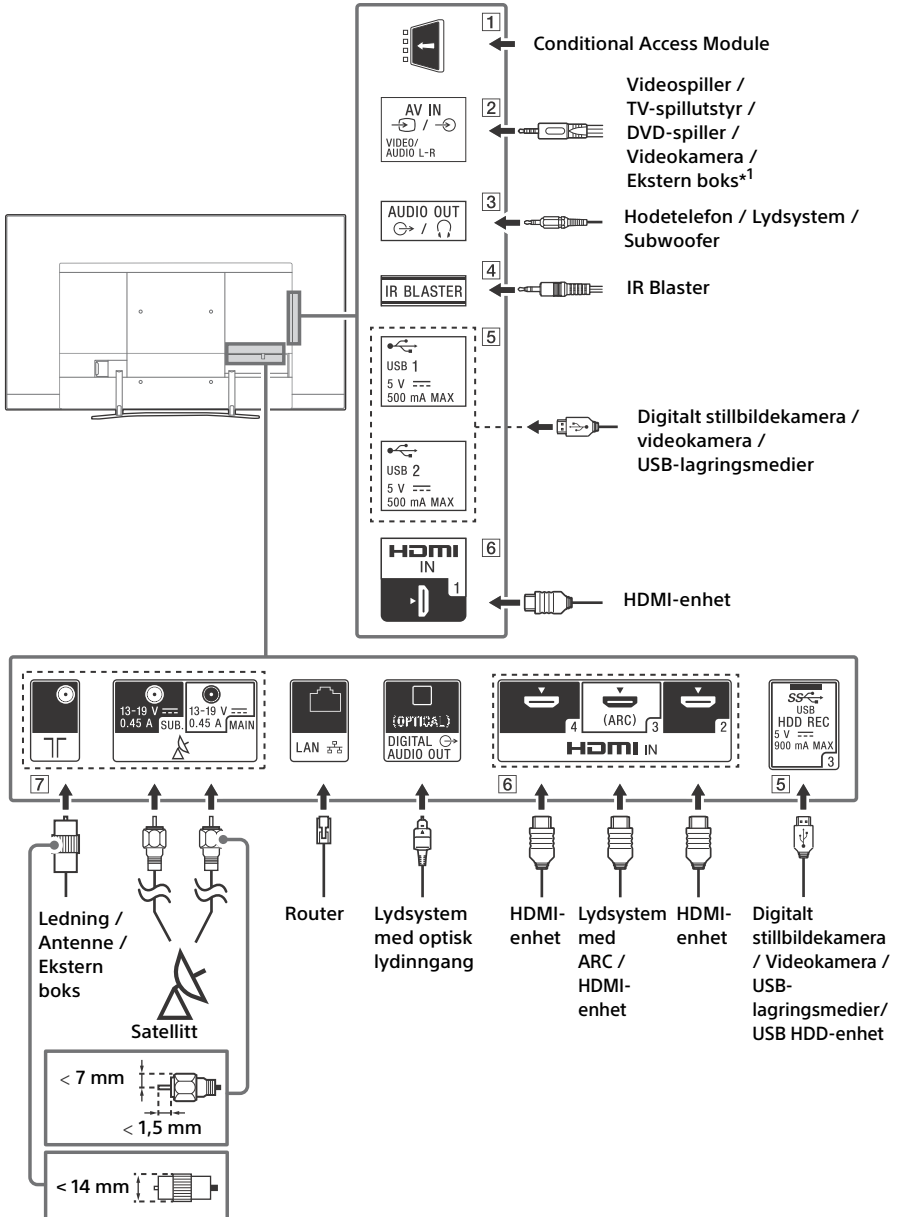 1
Conditional Access Module
2
AV IN
/
VIDEO/
AUDIO L-R
Videospiller /
TV-spillutstyr /
DVD-spiller /
Videokamera /
Ekstern boks*1
3
AUDIO OUT
/
Hodetelefon / Lydsystem /
Subwoofer
4
IR BLASTER
IR Blaster
5
USB 1
5 V
500 mA MAX
USB 2
5 V
500 mA MAX
Digitalt stillbildekamera /
videokamera /
USB-lagringsmedier
6
HDMI
IN
1
HDMI-enhet
7
13-19 V
0.45 A
SUB.
13-19 V
0.45 A
MAIN
LAN
(OPTICAL)
DIGITAL
AUDIO OUT
6
4
(ARC)
3
2
HDMI IN
5
SS
USB
HDD REC
5 V
900 mA MAX
3
Ledning /
Antenne /
Ekstern
boks
Satellitt
Router
Lydsystem
med optisk
lydinngang
HDMI-
enhet
Lydsystem
med
ARC /
HDMI-
enhet
HDMI-
enhet
Digitalt
stillbildekamera
/ Videokamera /
USB-
lagringsmedier/
USB HDD-enhet
< 7 mm
< 1,5 mm
< 14 mm